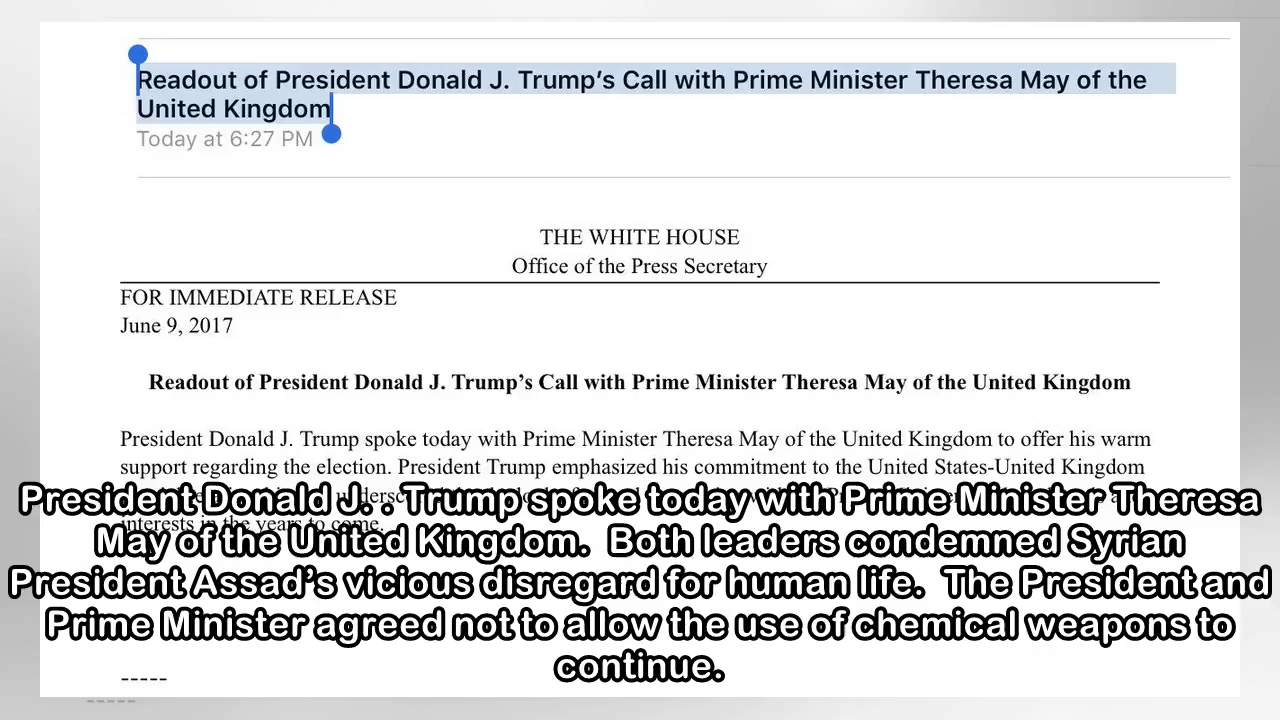 Readout of President Donald J. Trump’s Call with Prime Minister Theresa May of the
United Kingdom
Today at 6:27 PM
THE WHITE HOUSE
Office of the Press Secretary
FOR IMMEDIATE RELEASE
June 9, 2017
Readout of President Donald J. Trump’s Call with Prime Minister Theresa May of the United Kingdom
President Donald J. Trump spoke today with Prime Minister Theresa May of the United Kingdom to offer his warm
support regarding the election. President Trump emphasized his commitment to the United States-United Kingdom
interests in the years to come.
President Donald J. . Trump spoke today with Prime Minister Theresa
May of the United Kingdom.  Both leaders condemned Syrian
President Assad’s vicious disregard for human life.  The President and
Prime Minister agreed not to allow the use of chemical weapons to
continue.
-----
-----